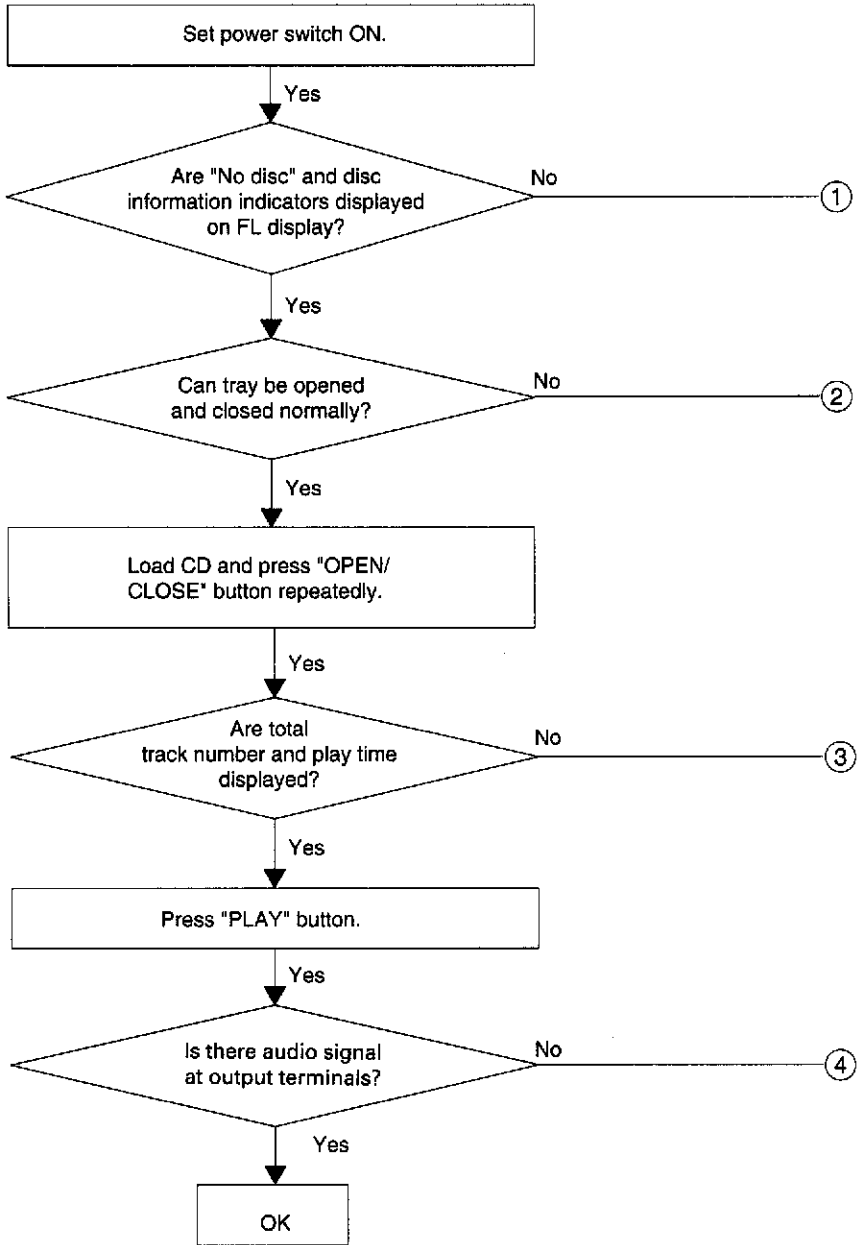 Set power switch ON.
Yes
Are "No disc" and disc
information indicators displayed
on FL display?
No
1
Yes
Can tray be opened
and closed normally?
No
2
Yes
Load CD and press "OPEN/
CLOSE" button repeatedly.
Yes
Are total
track number and play time
displayed?
No
3
Yes
Press "PLAY" button.
Yes
Is there audio signal
at output terminals?
No
4
Yes
OK